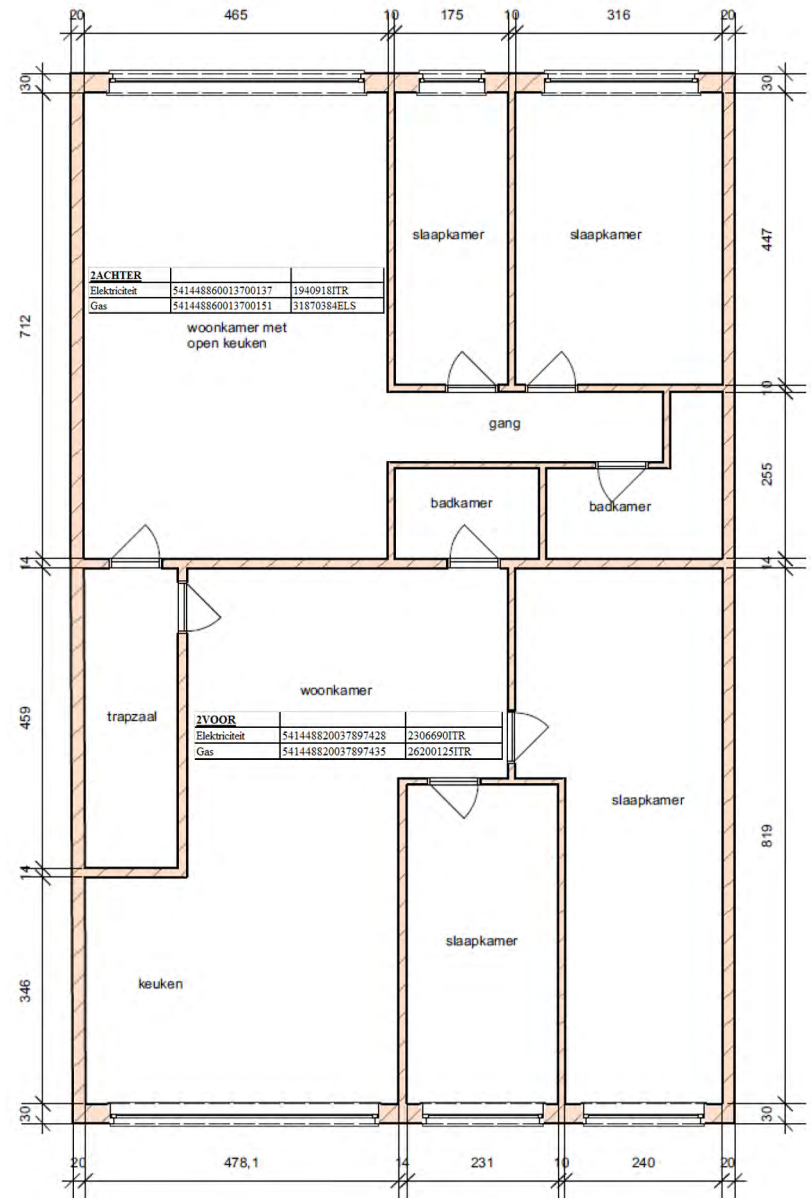 20 465 10 175 10 316 20
30 30
slaapkamer slaapkamer
447
2ACHTER
Elektriciteit 541448860013700137 1940918ITR
Gas 541448860013700151 31870384ELS
712
woonkamer met
open keuken
10
gang
255
badkamer
badkamer
14 14
woonkamer
459
trapzaal
2VOOR
Elektriciteit 541448820037897428 2306690ITR
Gas 541448820037897435 26200125ITR
slaapkamer
819
14
slaapkamer
keuken
346
30 30
20 478,1 14 231 10 240 20